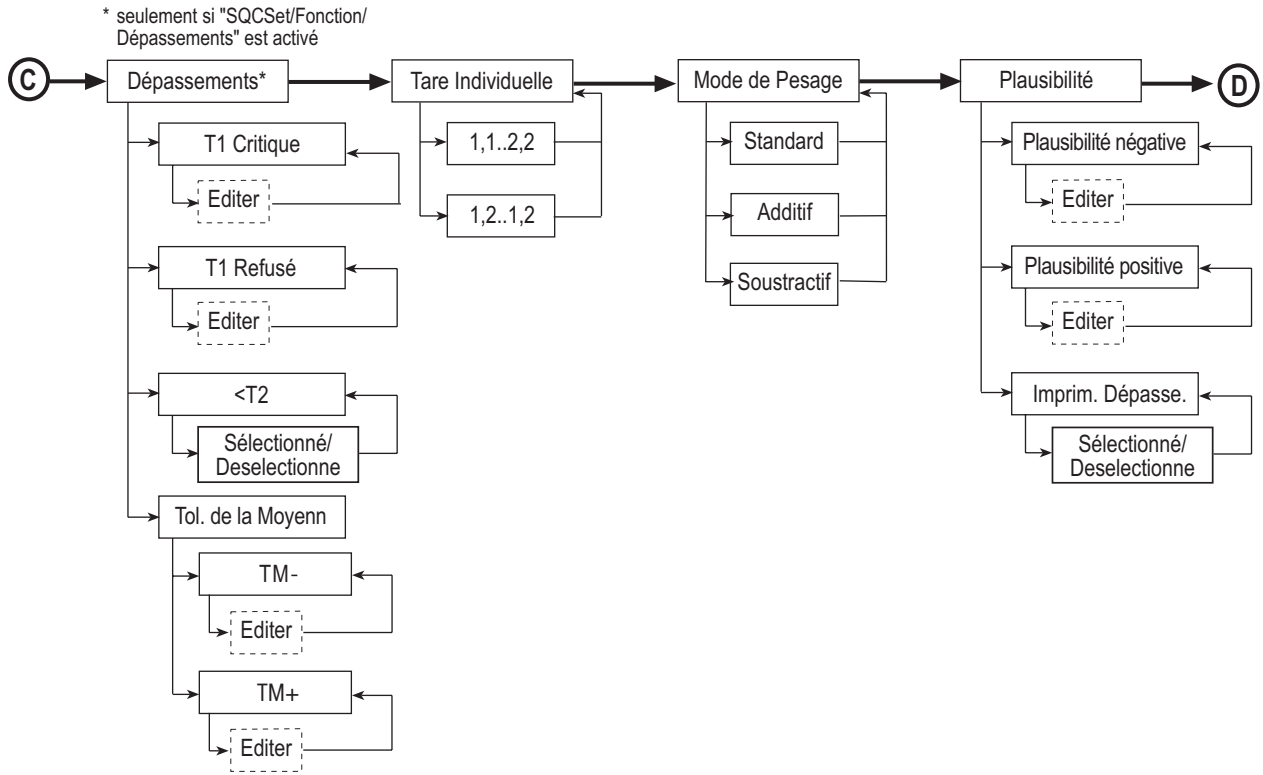 * seulement si "SQCSet/Fonction/
Dépassements" est activé
C
Dépassements*
Tare Individuelle
Mode de Pesage
Plausibilité
D
T1 Critique
Editer
T1 Refusé
Editer
<T2
Sélectionné/
Deselectionne
Tol. de la Moyenn
TM-
Editer
TM+
Editer
1,1..2,2
1,2..1,2
Standard
Additif
Soustractif
Plausibilité négative
Editer
Plausibilité positive
Editer
Imprim. Dépasse.
Sélectionné/
Deselectionne